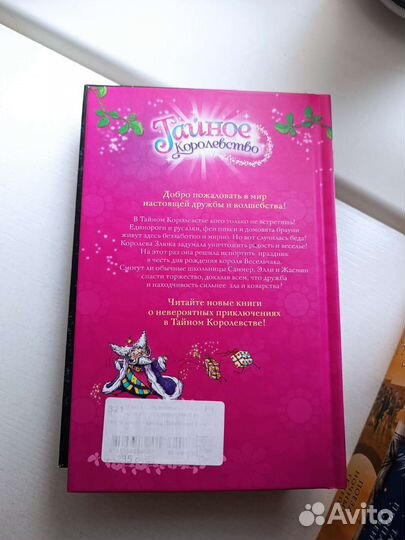 Тайное
Королевство
Добро пожаловать в мир
настоящей дружбы и волшебства!
В Тайном Королевстве кого только не встретишь!
Единороги и русалки, феи пикси и домовята брауни
живут здесь беззаботно и мирно. Но вот случилась беда!
Королева Злюка задумала уничтожить радость и веселье!
На этот раз она решила испортить праздник
в честь дня рождения короля Весельчака.
Смогут ли обычные школьницы Саммер, Элли и Жасмин
спасти торжество, доказав всем, что дружба
и находчивость сильнее зла и коварства?
Читайте новые книги
о невероятных приключениях
в Тайном Королевстве!
321
Avito